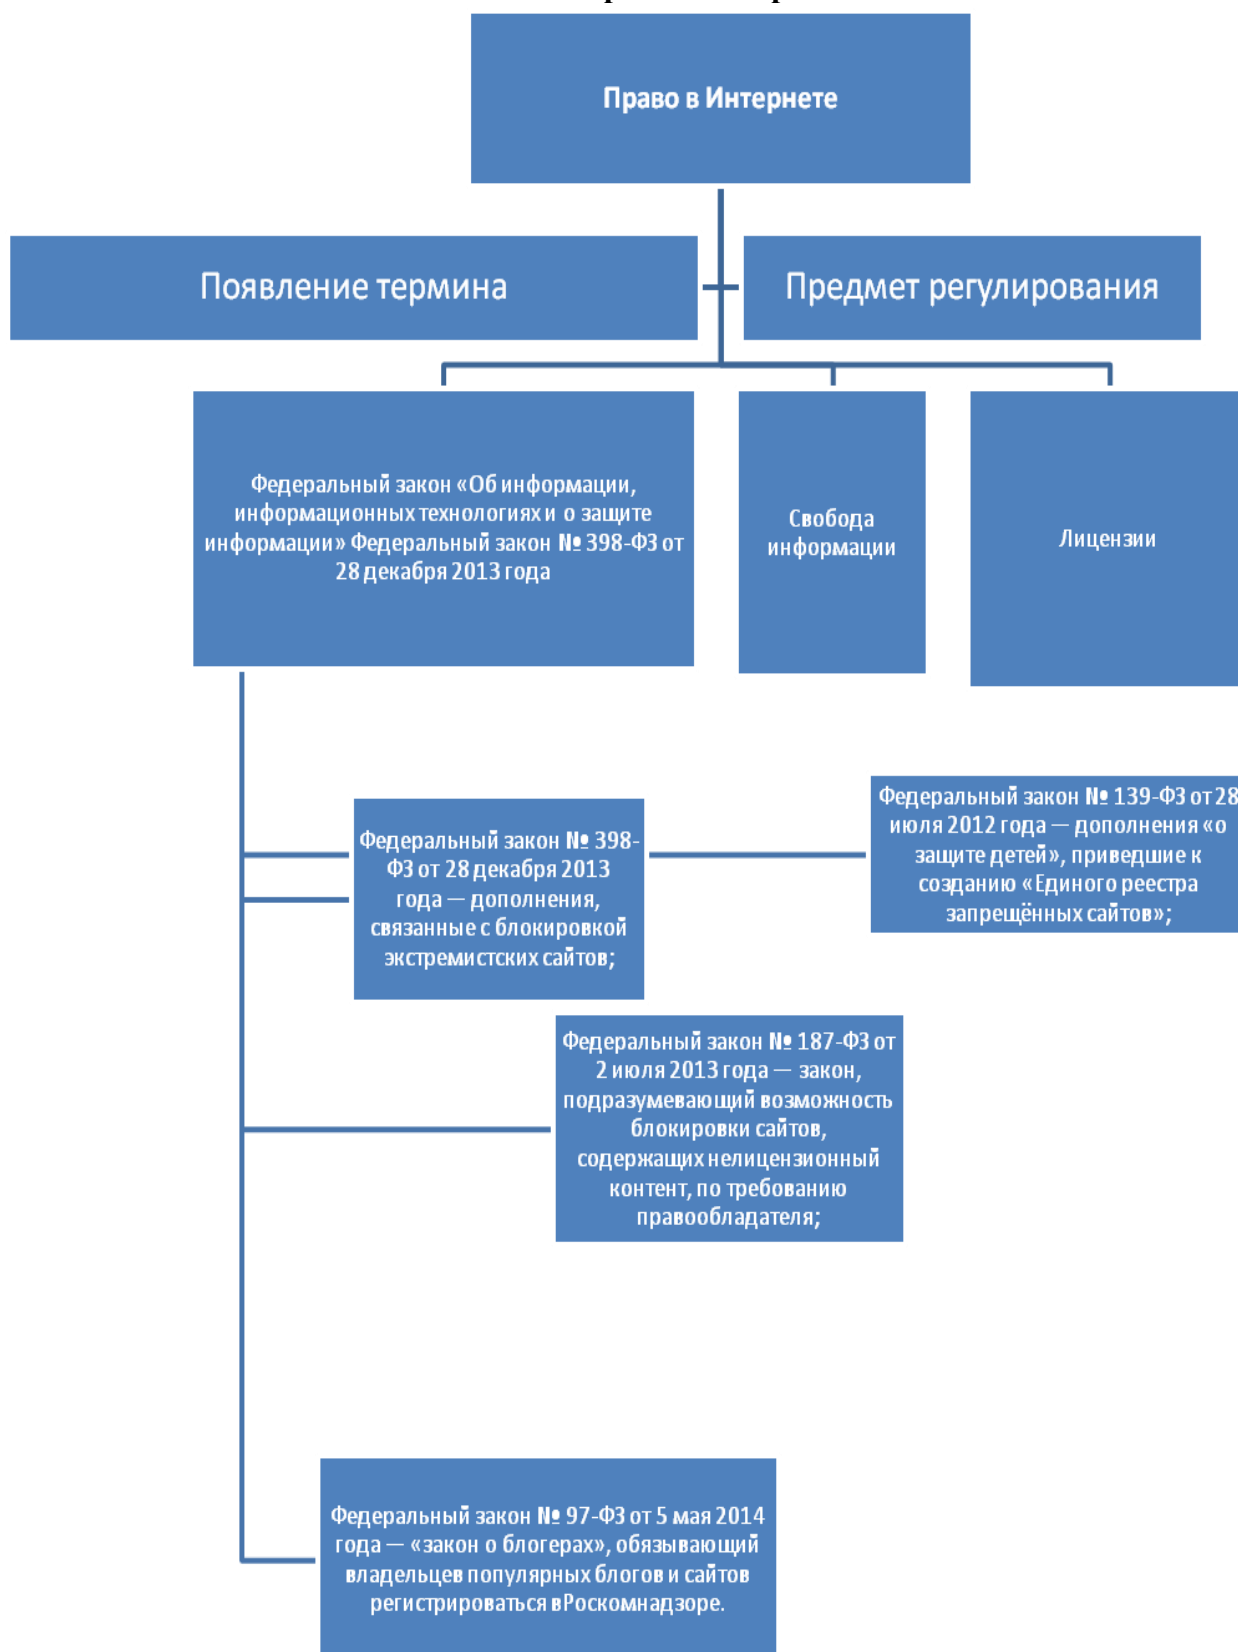 Право в Интернете
Появление термина
Предмет регулирования
Федеральный закон «Об информации,
информационных технологиях и о защите
информации» Федеральный закон № 398-ФЗ от
28 декабря 2013 года
Свобода
информации
Лицензии
Федеральный закон № 398-
ФЗ от 28 декабря 2013
года — дополнения,
связанные с блокировкой
экстремистских сайтов;
Федеральный закон № 139-ФЗ от 28
июля 2012 года — дополнения «о
защите детей», приведшие к
созданию «Единого реестра
запрещённых сайтов»;
Федеральный закон № 187-ФЗ от
2 июля 2013 года — закон,
подразумевающий возможность
блокировки сайтов,
содержащих нелицензионный
контент, по требованию
правообладателя;
Федеральный закон № 97-ФЗ от 5 мая 2014
года — «закон о блогерах», обязывающий
владельцев популярных блогов и сайтов
регистрироваться вРоскомнадзоре.